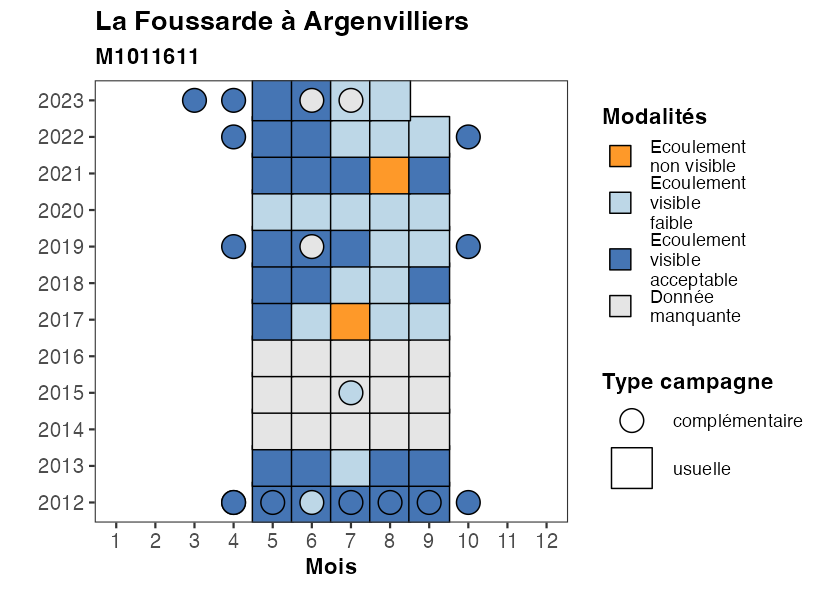 La Foussarde à Argenvilliers
M1011611
2023
2022
2021
2020
2019
2018
2017
2016
2015
2014
2013
2012
1 2 3 4 5 6 7 8 9 10 11 12
Mois
Modalités
Ecoulement
non visible
Ecoulement
visible
faible
Ecoulement
visible
acceptable
Donnée
manquante
Type campagne
complémentaire
usuelle